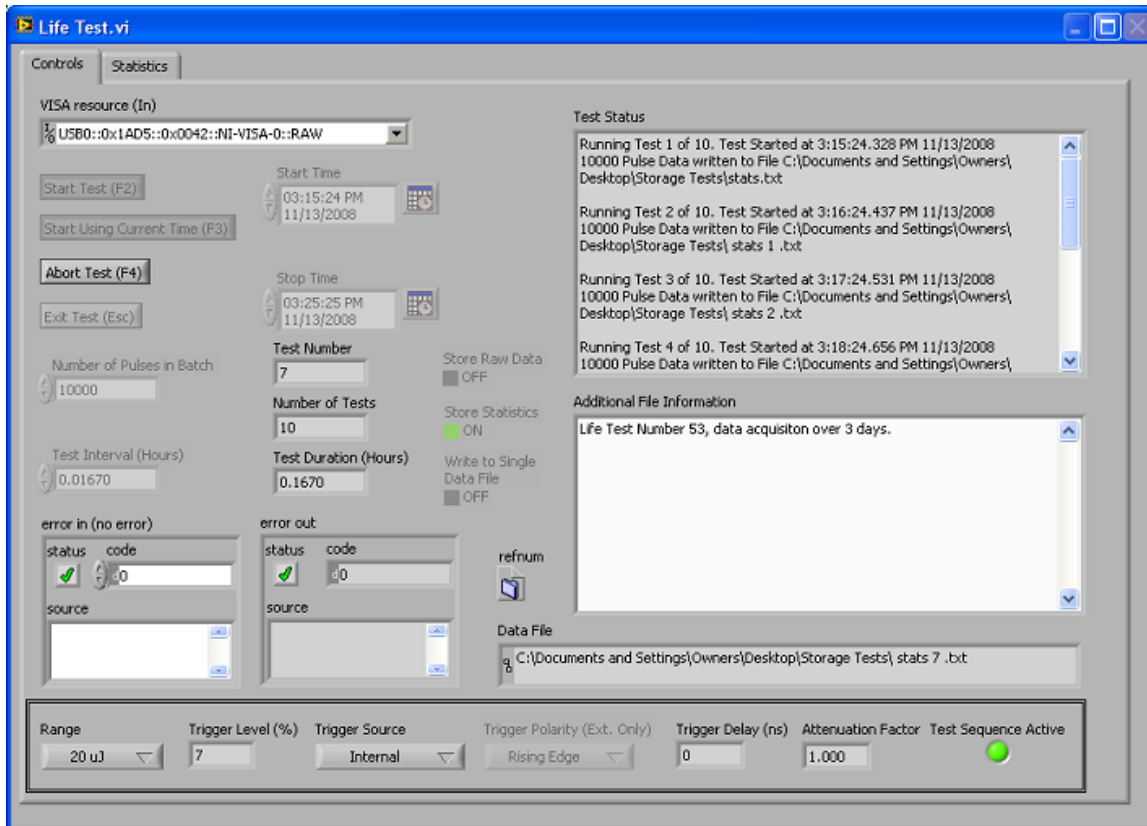 Life Test.vi
Controls
Statistics
VISA resource (In)
USB0::0x1AD5::0x0042::NI-VISA-0::RAW
Start Test (F2)
Start Using Current Time (F3)
Abort Test (F4)
Exit Test (Esc)
Start Time
03:15:24 PM
11/13/2008
Stop Time
03:25:25 PM
11/13/2008
Number of Pulses in Batch
10000
Test Interval (Hours)
0.01670
Test Number
7
Number of Tests
10
Test Duration (Hours)
0.1670
Store Raw Data
OFF
Store Statistics
ON
Write to Single
Data File
OFF
Test Status
Running Test 1 of 10. Test Started at 3:15:24.328 PM 11/13/2008
10000 Pulse Data written to File C:\Documents and Settings\Owners\
Desktop\Storage Tests\stats.txt
Running Test 2 of 10. Test Started at 3:16:24.437 PM 11/13/2008
10000 Pulse Data written to File C:\Documents and Settings\Owners\
Desktop\Storage Tests\ stats 1 .txt
Running Test 3 of 10. Test Started at 3:17:24.531 PM 11/13/2008
10000 Pulse Data written to File C:\Documents and Settings\Owners\
Desktop\Storage Tests\ stats 2 .txt
Running Test 4 of 10. Test Started at 3:18:24.656 PM 11/13/2008
10000 Pulse Data written to File C:\Documents and Settings\Owners\
Additional File Information
Life Test Number 53, data acquisiton over 3 days.
error in (no error)
status code
d0
source
error out
status code
d0
source
refnum
Data File
C:\Documents and Settings\Owners\Desktop\Storage Tests\ stats 7 .txt
Range
20 uJ
Trigger Level (%)
7
Trigger Source
Internal
Trigger Polarity (Ext. Only)
Rising Edge
Trigger Delay (ns)
0
Attenuation Factor
1.000
Test Sequence Active